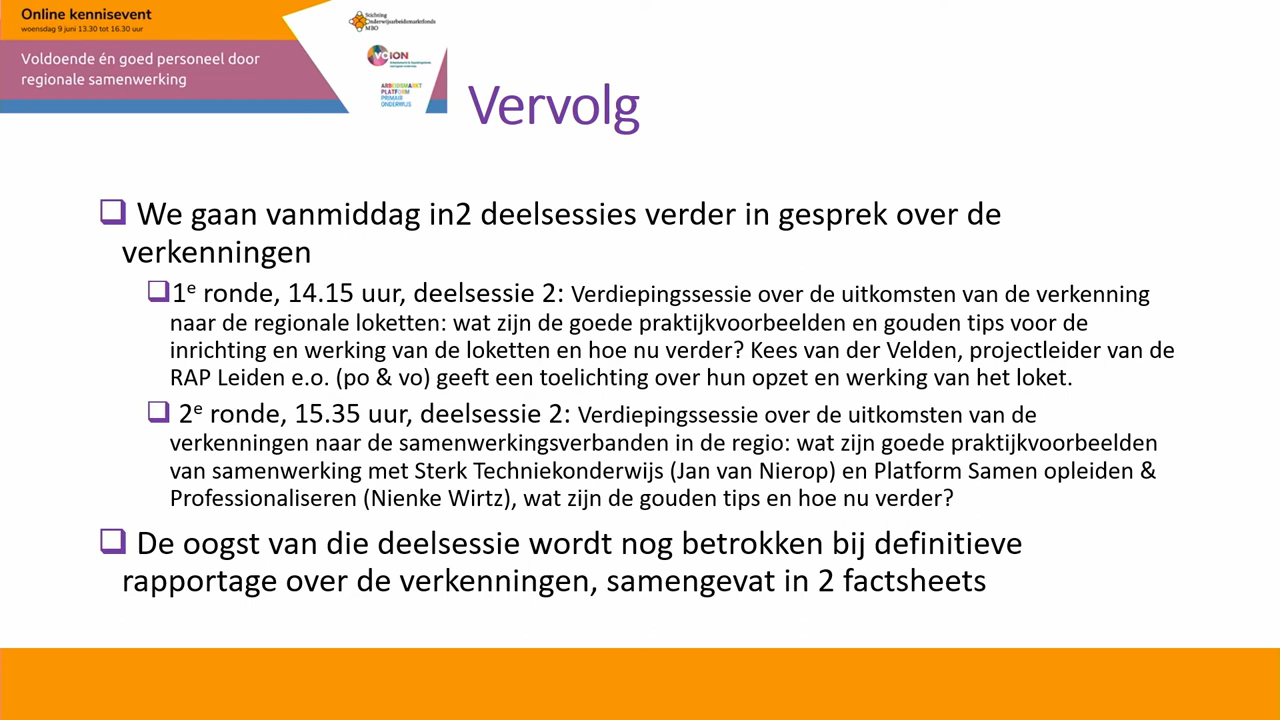 Online kennisevent
woensdag 9 juni 13.30 tot 16.30 uur
Voldoende én goed personeel door
regionale samenwerking
Stichting
Onderwijsarbeidsmarktfonds
MBO
VOION
ARBEIDSMARKT
PLATFORM
PRIMAIR
ONDERWIJS
Vervolg
We gaan vanmiddag in2 deelsessies verder in gesprek over de
verkenningen
1e ronde, 14.15 uur, deelsessie 2: Verdiepingssessie over de uitkomsten van de verkenning
naar de regionale loketten: wat zijn de goede praktijkvoorbeelden en gouden tips voor de
inrichting en werking van de loketten en hoe nu verder? Kees van der Velden, projectleider van de
RAP Leiden e.o. (po & vo) geeft een toelichting over hun opzet en werking van het loket.
2e ronde, 15.35 uur, deelsessie 2: Verdiepingssessie over de uitkomsten van de
verkenningen naar de samenwerkingsverbanden in de regio: wat zijn goede praktijkvoorbeelden
van samenwerking met Sterk Techniekonderwijs (Jan van Nierop) en Platform Samen opleiden &
Professionaliseren (Nienke Wirtz), wat zijn de gouden tips en hoe nu verder?
De oogst van die deelsessie wordt nog betrokken bij definitieve
rapportage over de verkenningen, samengevat in 2 factsheets